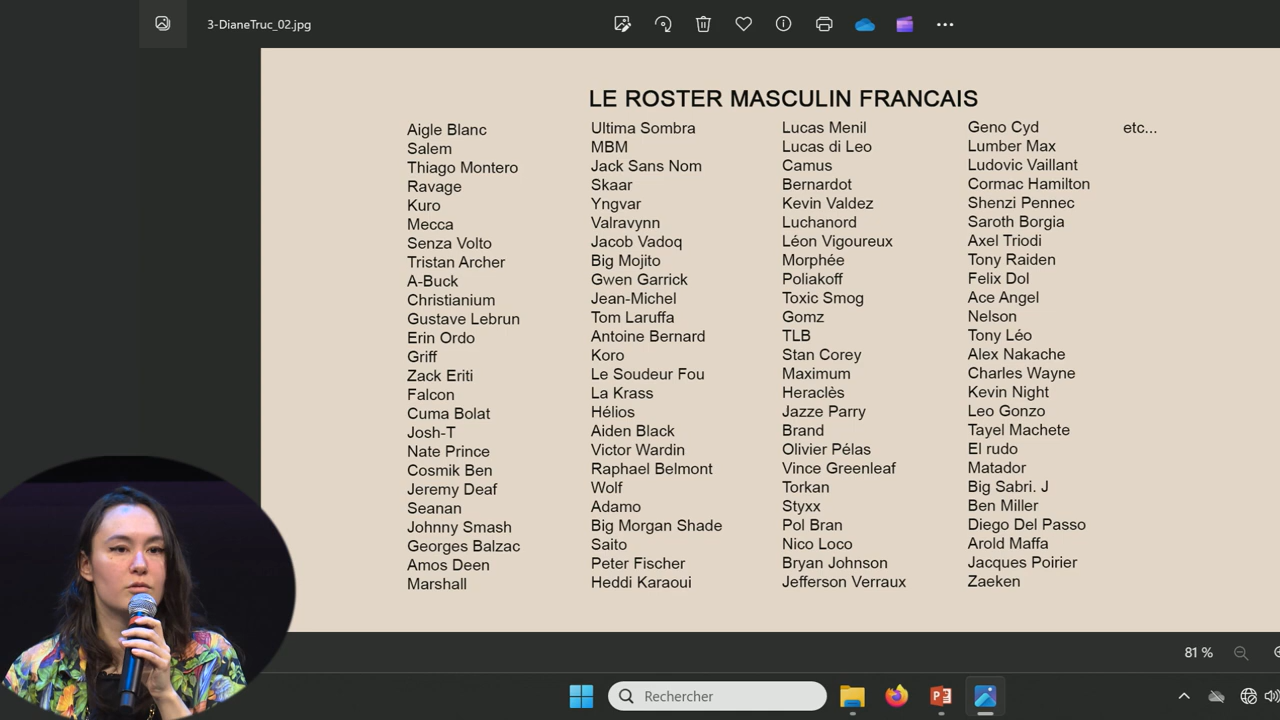 3-DianeTruc_02.jpg
LE ROSTER MASCULIN FRANCAIS
Aigle Blanc
Salem
Thiago Montero
Ravage
Kuro
Mecca
Senza Volto
Tristan Archer
A-Buck
Christianium
Gustave Lebrun
Erin Ordo
Griff
Zack Eriti
Falcon
Cuma Bolat
Josh-T
Nate Prince
Cosmik Ben
Jeremy Deaf
Seanan
Johnny Smash
Georges Balzac
Amos Deen
Marshall
Ultima Sombra
MBM
Jack Sans Nom
Skaar
Yngvar
Valravynn
Jacob Vadoq
Big Mojito
Gwen Garrick
Jean-Michel
Tom Laruffa
Antoine Bernard
Koro
Le Soudeur Fou
La Krass
Hélios
Aiden Black
Victor Wardin
Raphael Belmont
Wolf
Adamo
Big Morgan Shade
Saito
Peter Fischer
Heddi Karaoui
Lucas Menil
Lucas di Leo
Camus
Bernardot
Kevin Valdez
Luchanord
Léon Vigoureux
Morphée
Poliakoff
Toxic Smog
Gomz
TLB
Stan Corey
Maximum
Heraclès
Jazze Parry
Brand
Olivier Pélas
Vince Greenleaf
Torkan
Styxx
Pol Bran
Nico Loco
Bryan Johnson
Jefferson Verraux
Geno Cyd
Lumber Max
Ludovic Vaillant
Cormac Hamilton
Shenzi Pennec
Saroth Borgia
Axel Triodi
Tony Raiden
Felix Dol
Ace Angel
Nelson
Tony Léo
Alex Nakache
Charles Wayne
Kevin Night
Leo Gonzo
Tayel Machete
El rudo
Matador
Big Sabri. J
Ben Miller
Diego Del Passo
Arold Maffa
Jacques Poirier
Zaeken
etc...
81 %
Rechercher